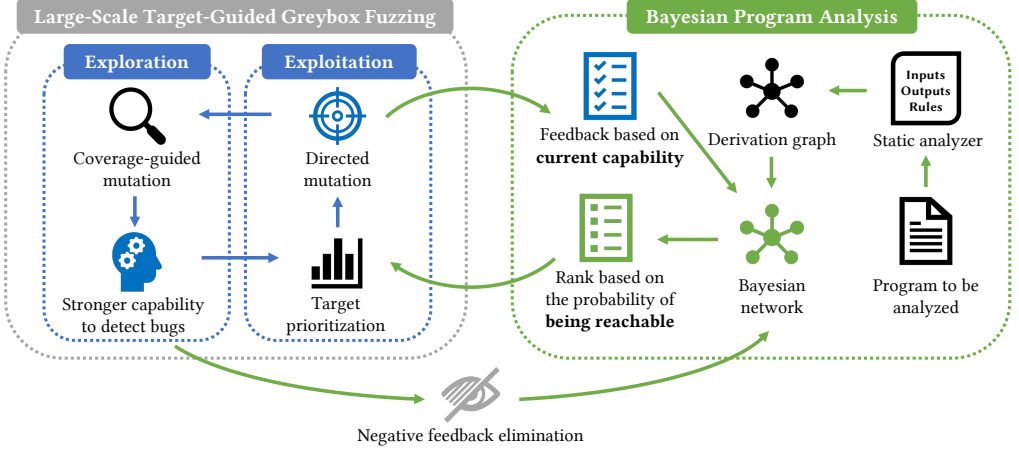 Large-Scale Target-Guided Greybox Fuzzing
Exploration
Coverage-guided
mutation
Stronger capability
to detect bugs
Exploitation
Directed
mutation
Target
prioritization
Bayesian Program Analysis
Feedback based on
current capability
Rank based on
the probability of
being reachable
Derivation graph
Bayesian
network
Inputs
Outputs
Rules
Static analyzer
Program to be
analyzed
Negative feedback elimination